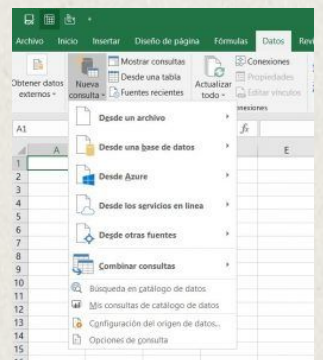 Archivo Inicio Insertar Diseño de página Fórmulas Datos Revi
Obtener datos externos
Nueva consulta
Mostrar consultas
Desde una tabla
Fuentes recientes
Actualizar todo
Conexiones
Propiedades
Editar vínculos
nexiones
A1
fx
A
E
1
2
3
4
5
6
7
8
9
10
11
12
13
14
15
Desde un archivo
Desde una base de datos
Desde Azure
Desde los servicios en línea
Desde otras fuentes
Combinar consultas
Búsqueda en catálogo de datos
Mis consultas de catálogo de datos
Configuración del origen de datos...
Opciones de consulta